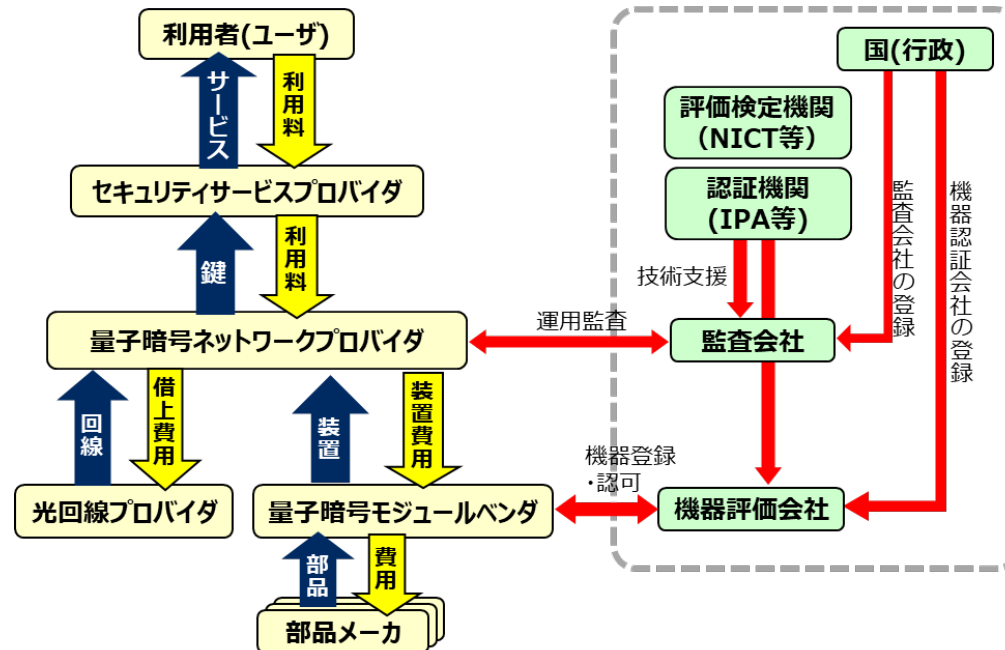 利用者(ユーザ)
サービス
利用料
セキュリティサービスプロバイダ
鍵
利用料
量子暗号ネットワークプロバイダ
回線
借上費用
装置
装置費用
光回線プロバイダ
量子暗号モジュールベンダ
部品
費用
部品メーカ
国(行政)
評価検定機関
(NICT等)
認証機関
(IPA等)
技術支援
監査会社の登録
機器認証会社の登録
運用監査
監査会社
機器登録
・認可
機器評価会社